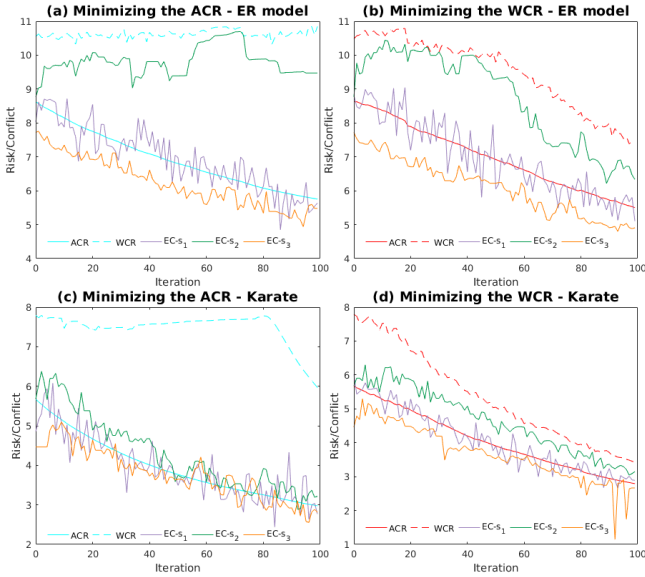 (a) Minimizing the ACR - ER model
(b) Minimizing the WCR - ER model
11
10
9
8
7
6
5
4
Risk/Conflict
ACR WCR EC-s1 EC-s2 EC-s3
0 20 40 60 80 100
Iteration
11
10
9
8
7
6
5
4
Risk/Conflict
ACR WCR EC-s1 EC-s2 EC-s3
0 20 40 60 80 100
Iteration
(c) Minimizing the ACR - Karate
(d) Minimizing the WCR - Karate
8
7
6
5
4
3
2
Risk/Conflict
ACR WCR EC-s1 EC-s2 EC-s3
0 20 40 60 80 100
Iteration
8
7
6
5
4
3
2
1
Risk/Conflict
ACR WCR EC-s1 EC-s2 EC-s3
0 20 40 60 80 100
Iteration